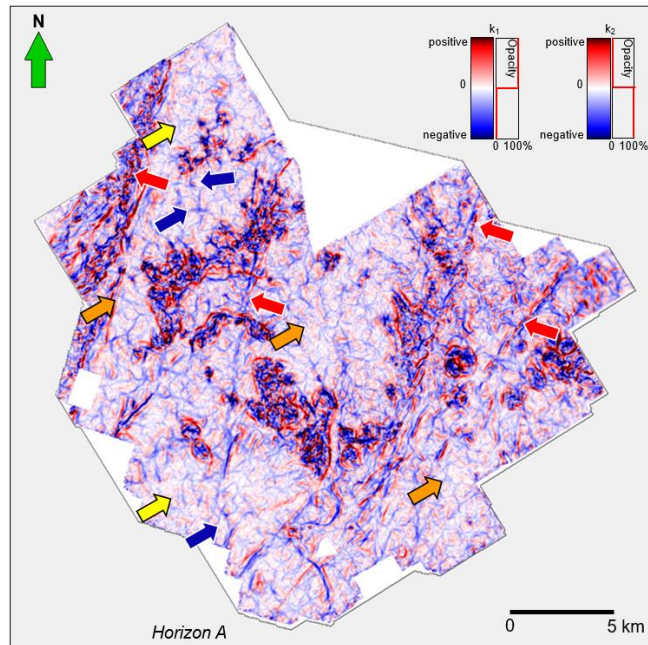 N
k1
k2
positive
Opacity
positive
Opacity
0
0
negative
negative
0 100%
0 100%
Horizon A
0
5 km